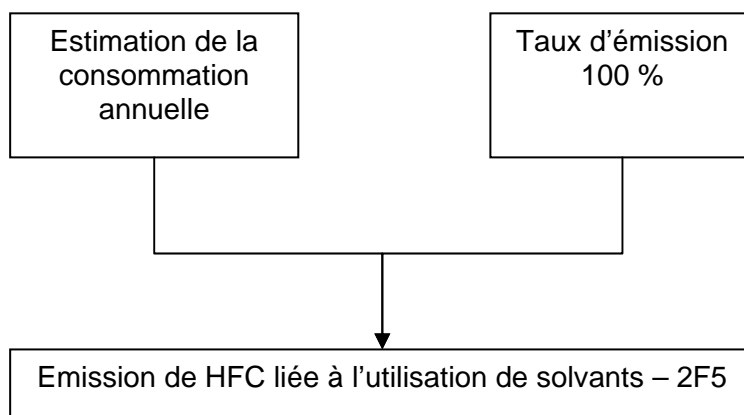 Estimation de la
consommation
annuelle
Taux d'émission
100 %
Emission de HFC liée à l'utilisation de solvants – 2F5